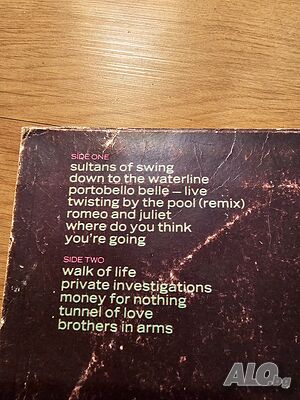 SIDE ONE
sultans of swing
down to the waterline
portobello belle – live
twisting by the pool (remix)
romeo and juliet
where do you think
you're going
SIDE TWO
walk of life
private investigations
money for nothing
tunnel of love
brothers in arms
ALO.bg